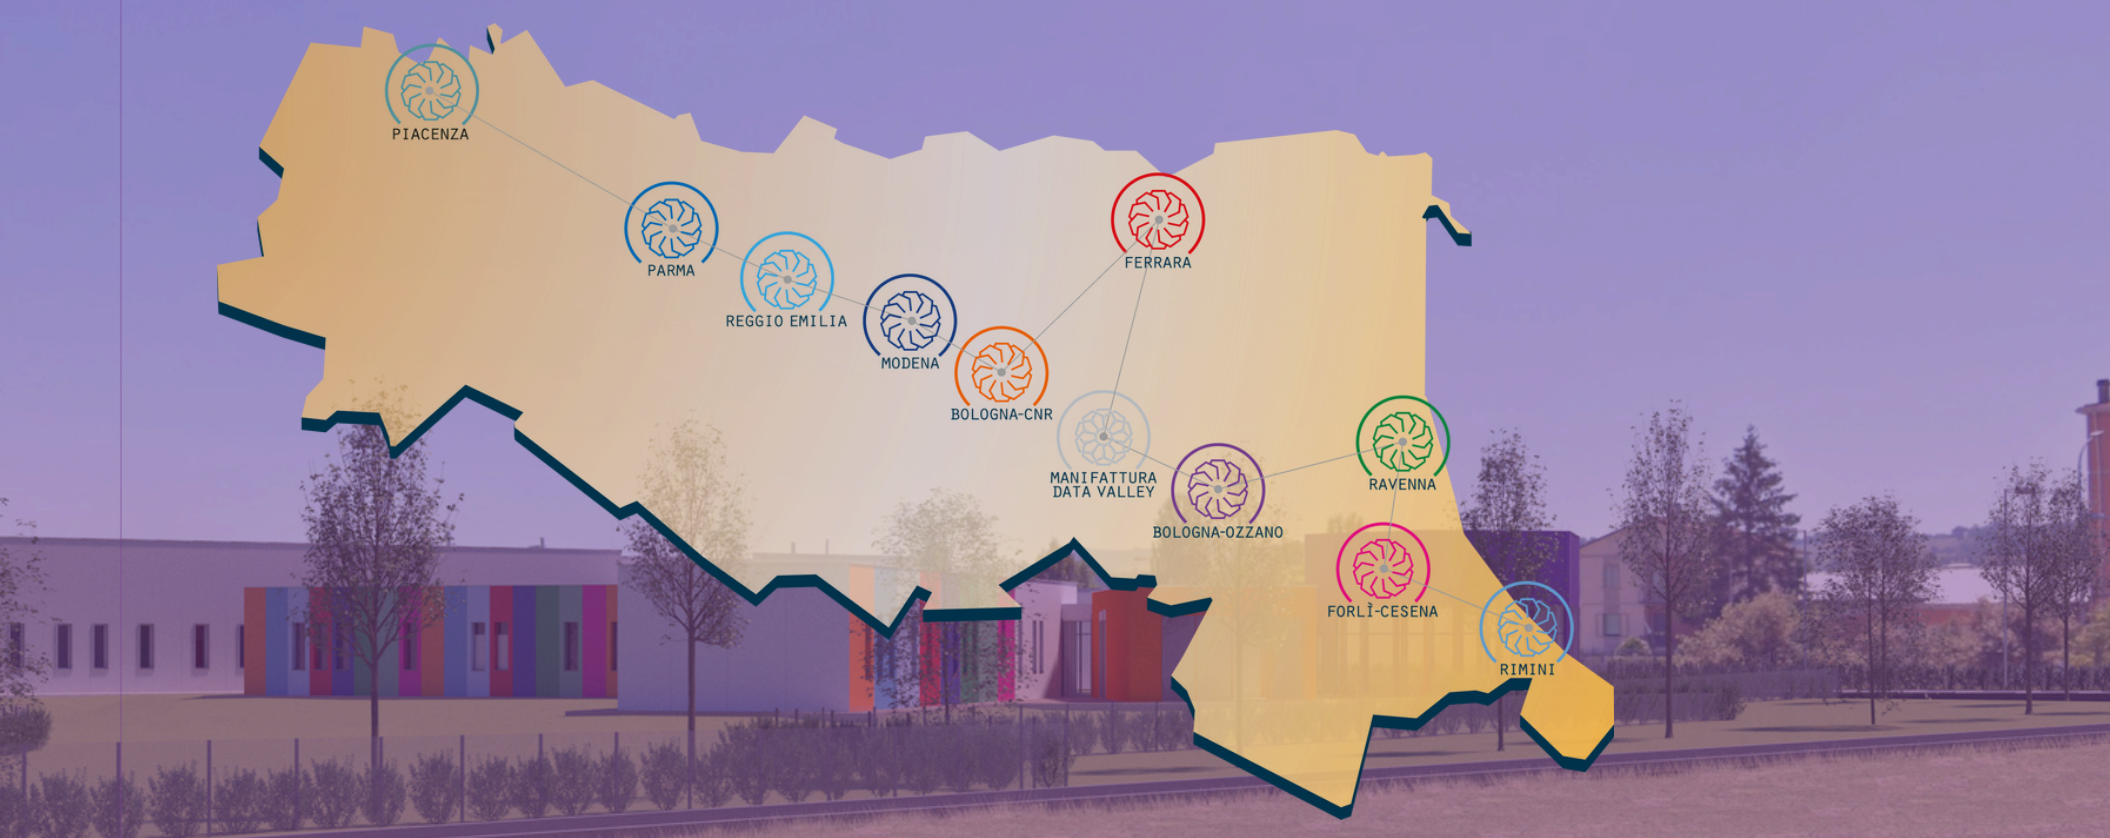 PIACENZA
PARMA
REGGIO EMILIA
MODENA
BOLOGNA-CNR
FERRARA
MANIFATTURA
DATA VALLEY
BOLOGNA-OZZANO
RAVENNA
FORLÌ-CESENA
RIMINI